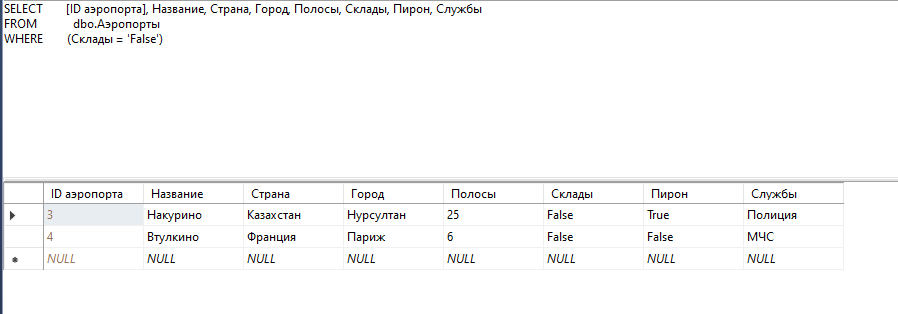 SELECT [ID аэропорта], Название, Страна, Город, Полосы, Склады, Пирон, Службы
FROM dbo.Аэропорты
WHERE (Склады = 'False')
ID аэропорта Название Страна Город Полосы Склады Пирон Службы
3 Накурино Казахстан Нурсултан 25 False True Полиция
4 Втулкино Франция Париж 6 False False МЧС
NULL NULL NULL NULL NULL NULL NULL NULL